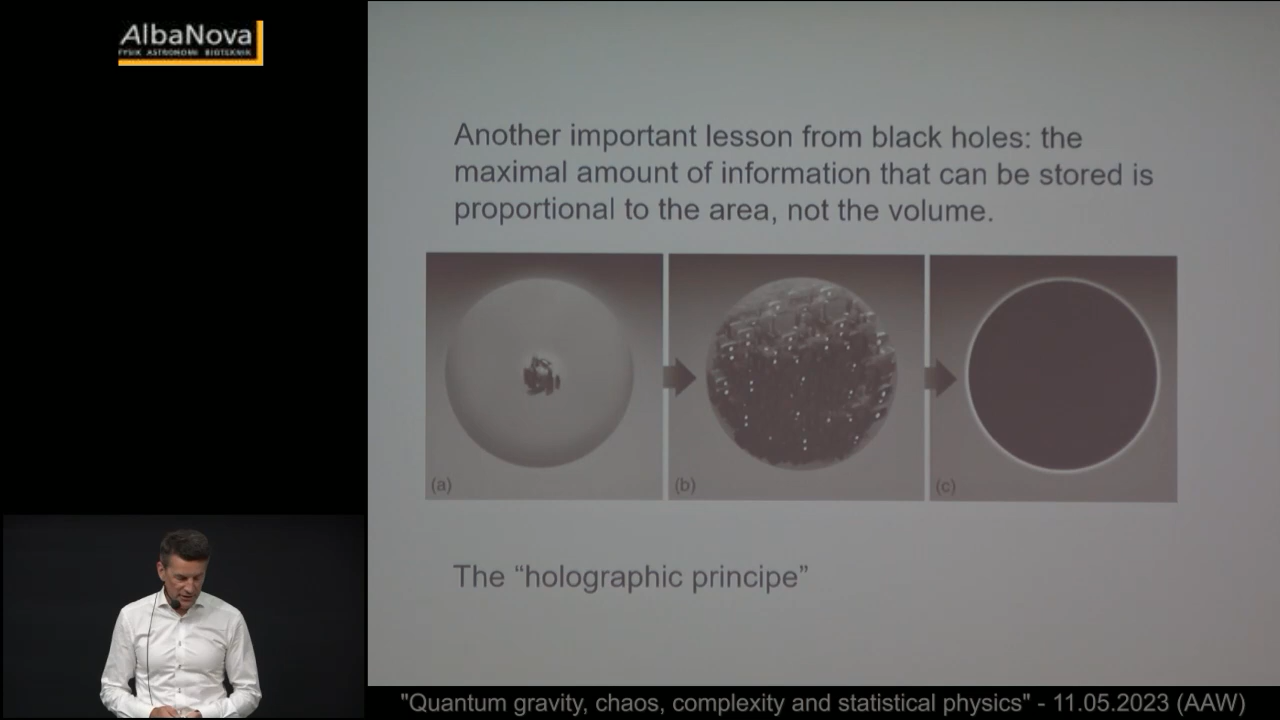 AlbaNova
FYSIK ASTRONOMI BIOTEKNIK
Another important lesson from black holes: the
maximal amount of information that can be stored is
proportional to the area, not the volume.
(a)
(b)
(c)
The “holographic principe”
"Quantum gravity, chaos, complexity and statistical physics" - 11.05.2023 (AAW)